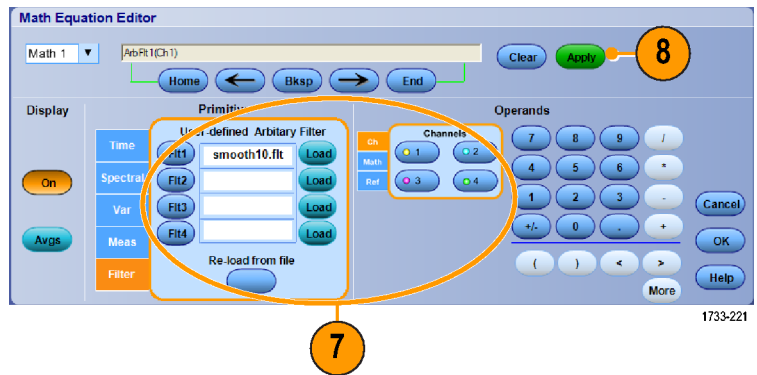 Math Equation Editor
Math 1
ArbFlt1(Ch1)
Clear
Apply
8
Home
Bksp
End
Display
Operands
User-defined Arbitary Filter
Time
Spectral
Var
Meas
Filter
On
Avgs
Flt1
smooth10.flt
Load
Flt2
Load
Flt3
Load
Flt4
Load
Re-load from file
Ch
Math
Ref
Channels
1
2
3
4
7 8 9 /
4 5 6 *
1 2 3 -
+/- 0 . +
( ) < >
More
Cancel
OK
Help
1733-221
7